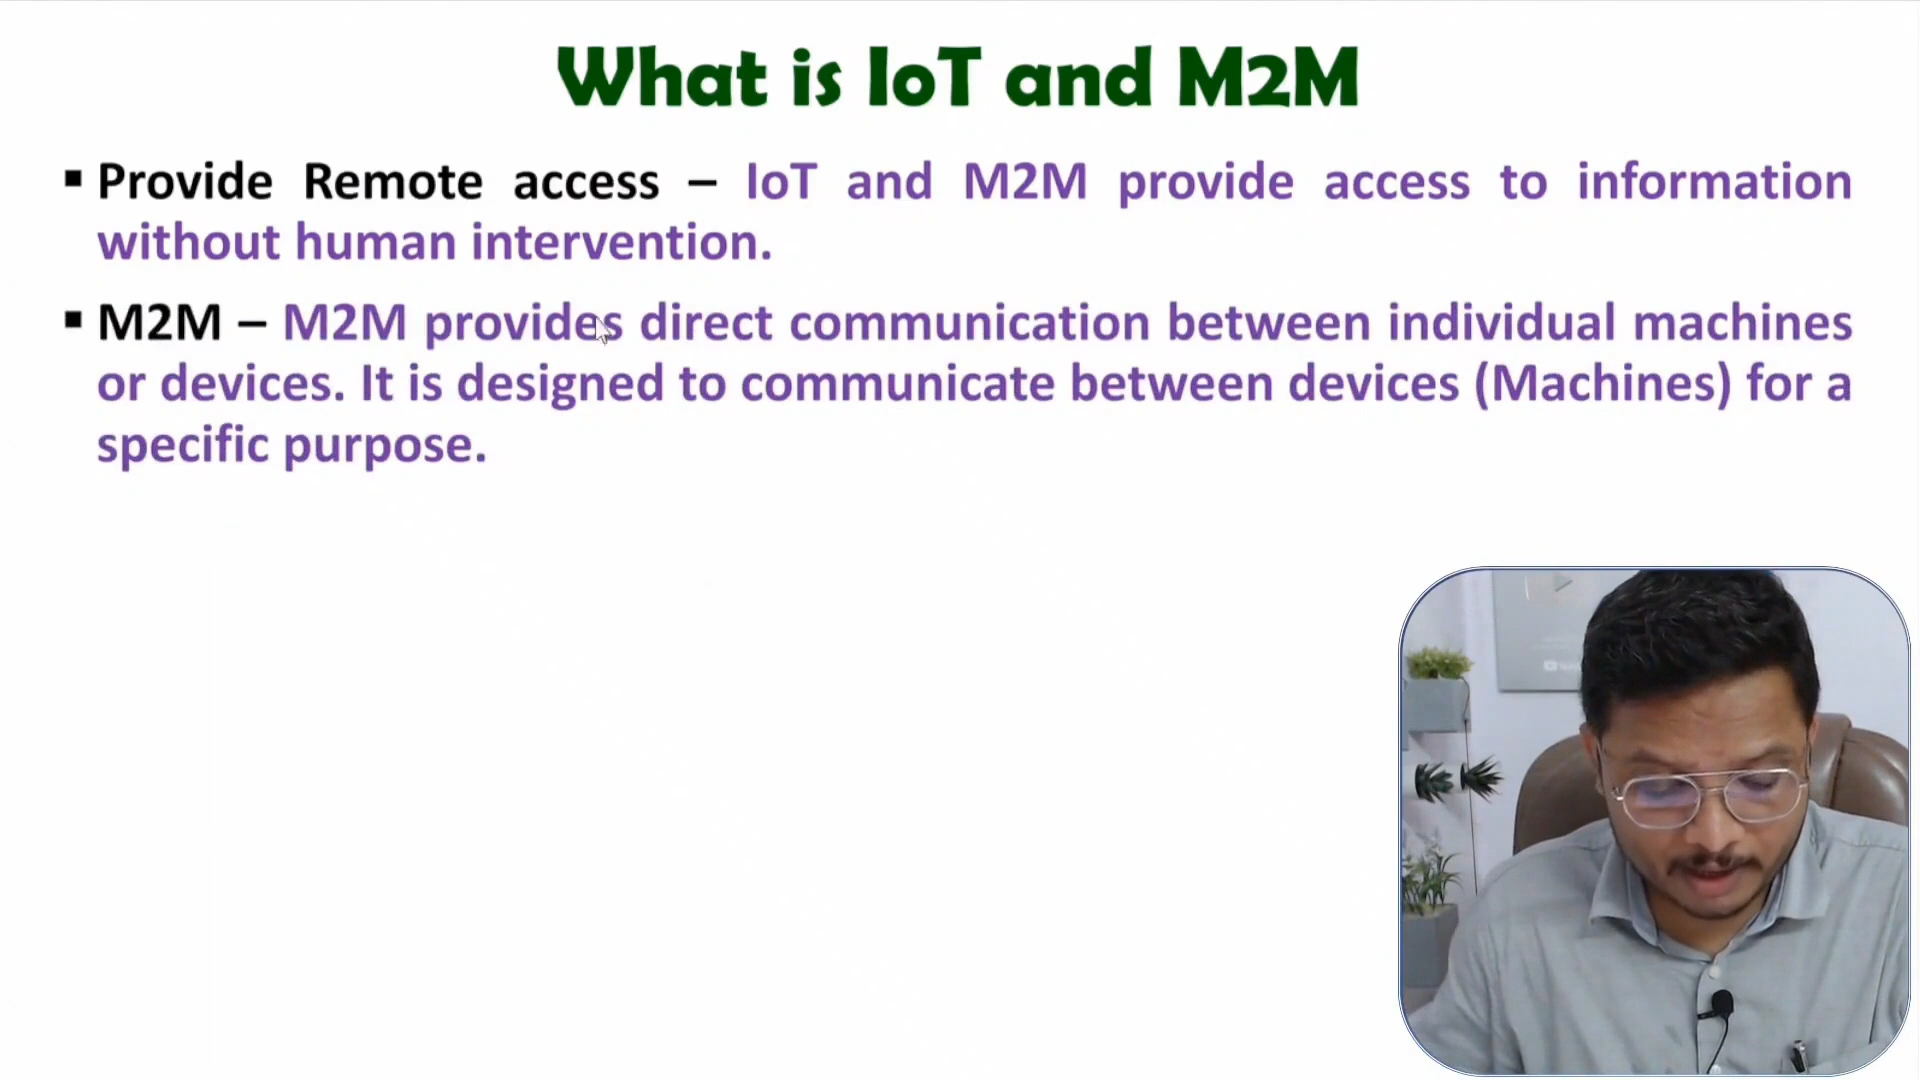 What is IoT and M2M
▪ Provide Remote access – IoT and M2M provide access to information
without human intervention.
▪ M2M – M2M provides direct communication between individual machines
or devices. It is designed to communicate between devices (Machines) for a
specific purpose.